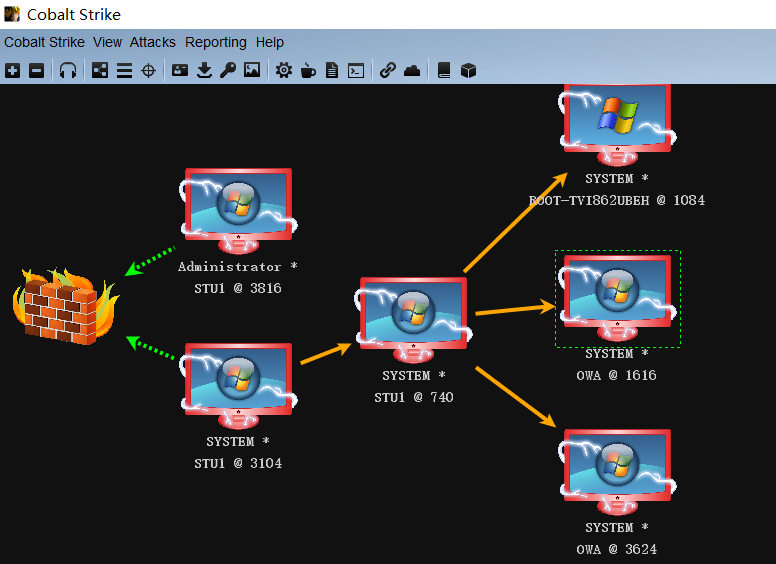 Cobalt Strike
Cobalt Strike View Attacks Reporting Help
SYSTEM *
ROOT-TVI862UBEH @ 1084
Administrator *
STU1 @ 3816
SYSTEM *
OWA @ 1616
SYSTEM *
STU1 @ 740
SYSTEM *
STU1 @ 3104
SYSTEM *
OWA @ 3624